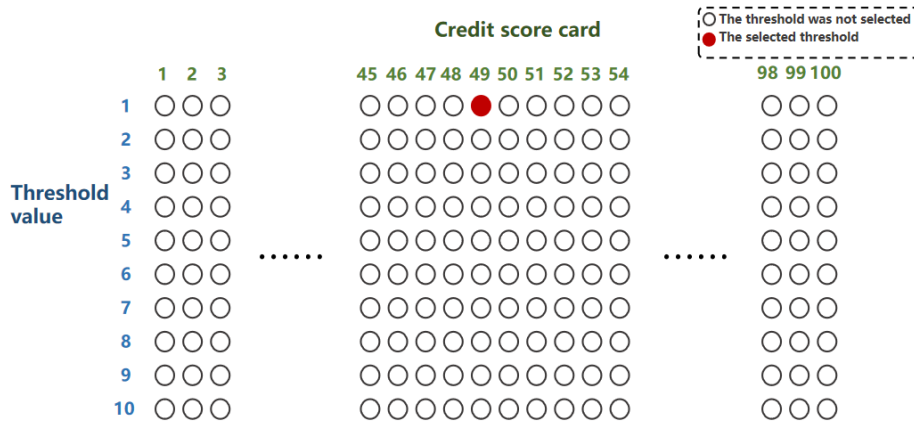 The threshold was not selected
The selected threshold
Credit score card
1 2 3 45 46 47 48 49 50 51 52 53 54 98 99 100
1
2
3
Threshold
value
4
5
......
......
6
7
8
9
10